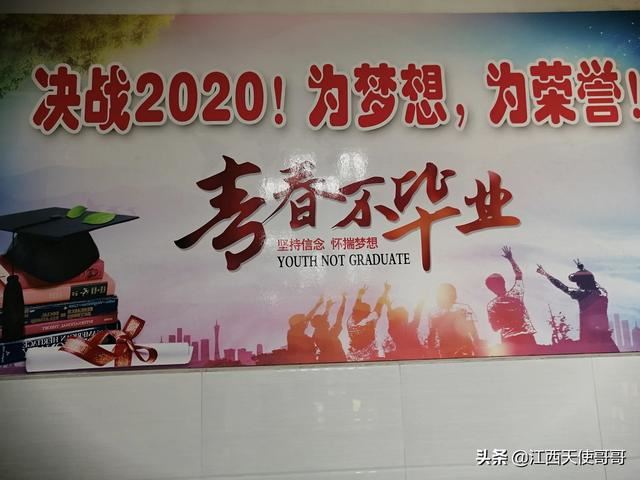 决战2020！为梦想，为荣誉！
青春不毕业
坚持信念 怀揣梦想
YOUTH NOT GRADUATE
头条 @江西天使哥哥